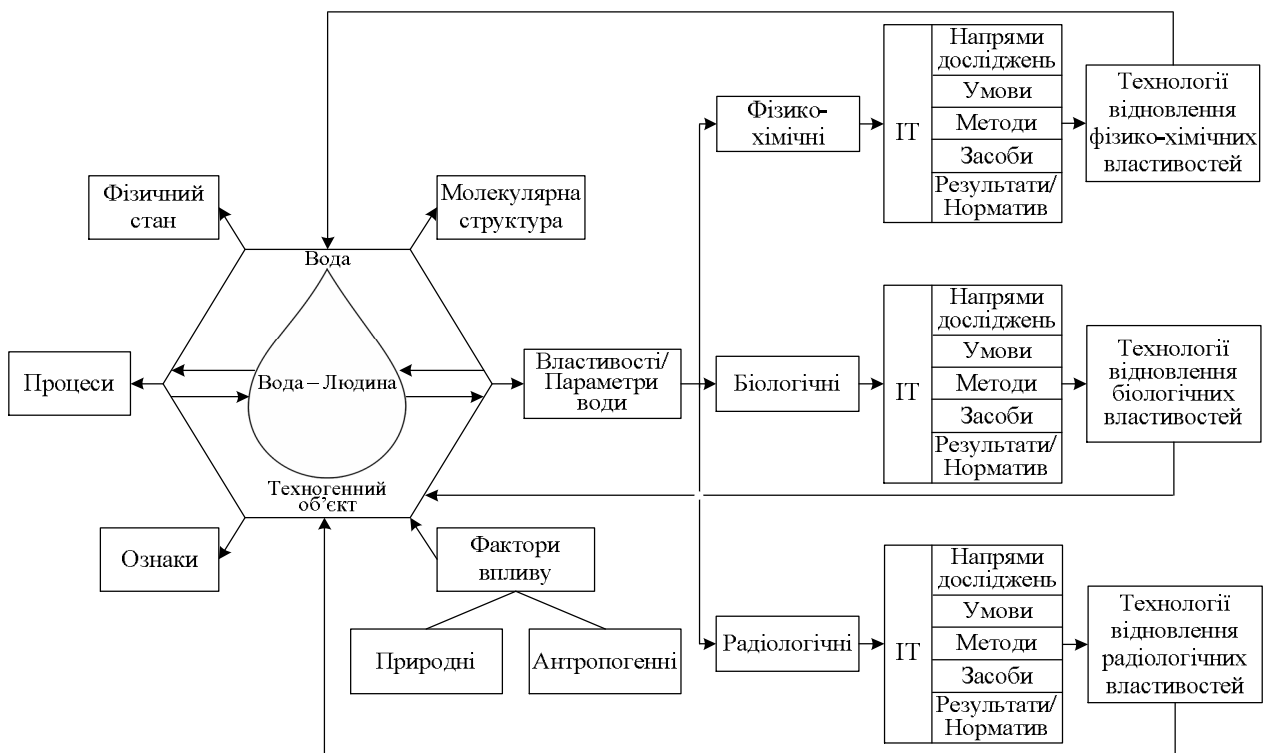 Фізичний
стан
Молекулярна
структура
Вода
Процеси
Вода – Людина
Властивості/
Параметри
води
Техногенний
об’єкт
Ознаки
Фактори
впливу
Природні
Антропогенні
Фізико-
хімічні
ІТ
Напрями
досліджень
Умови
Методи
Засоби
Результати/
Норматив
Технології
відновлення
фізико-хімічних
властивостей
Біологічні
ІТ
Напрями
досліджень
Умови
Методи
Засоби
Результати/
Норматив
Технології
відновлення
біологічних
властивостей
Радіологічні
ІТ
Напрями
досліджень
Умови
Методи
Засоби
Результати/
Норматив
Технології
відновлення
радіологічних
властивостей